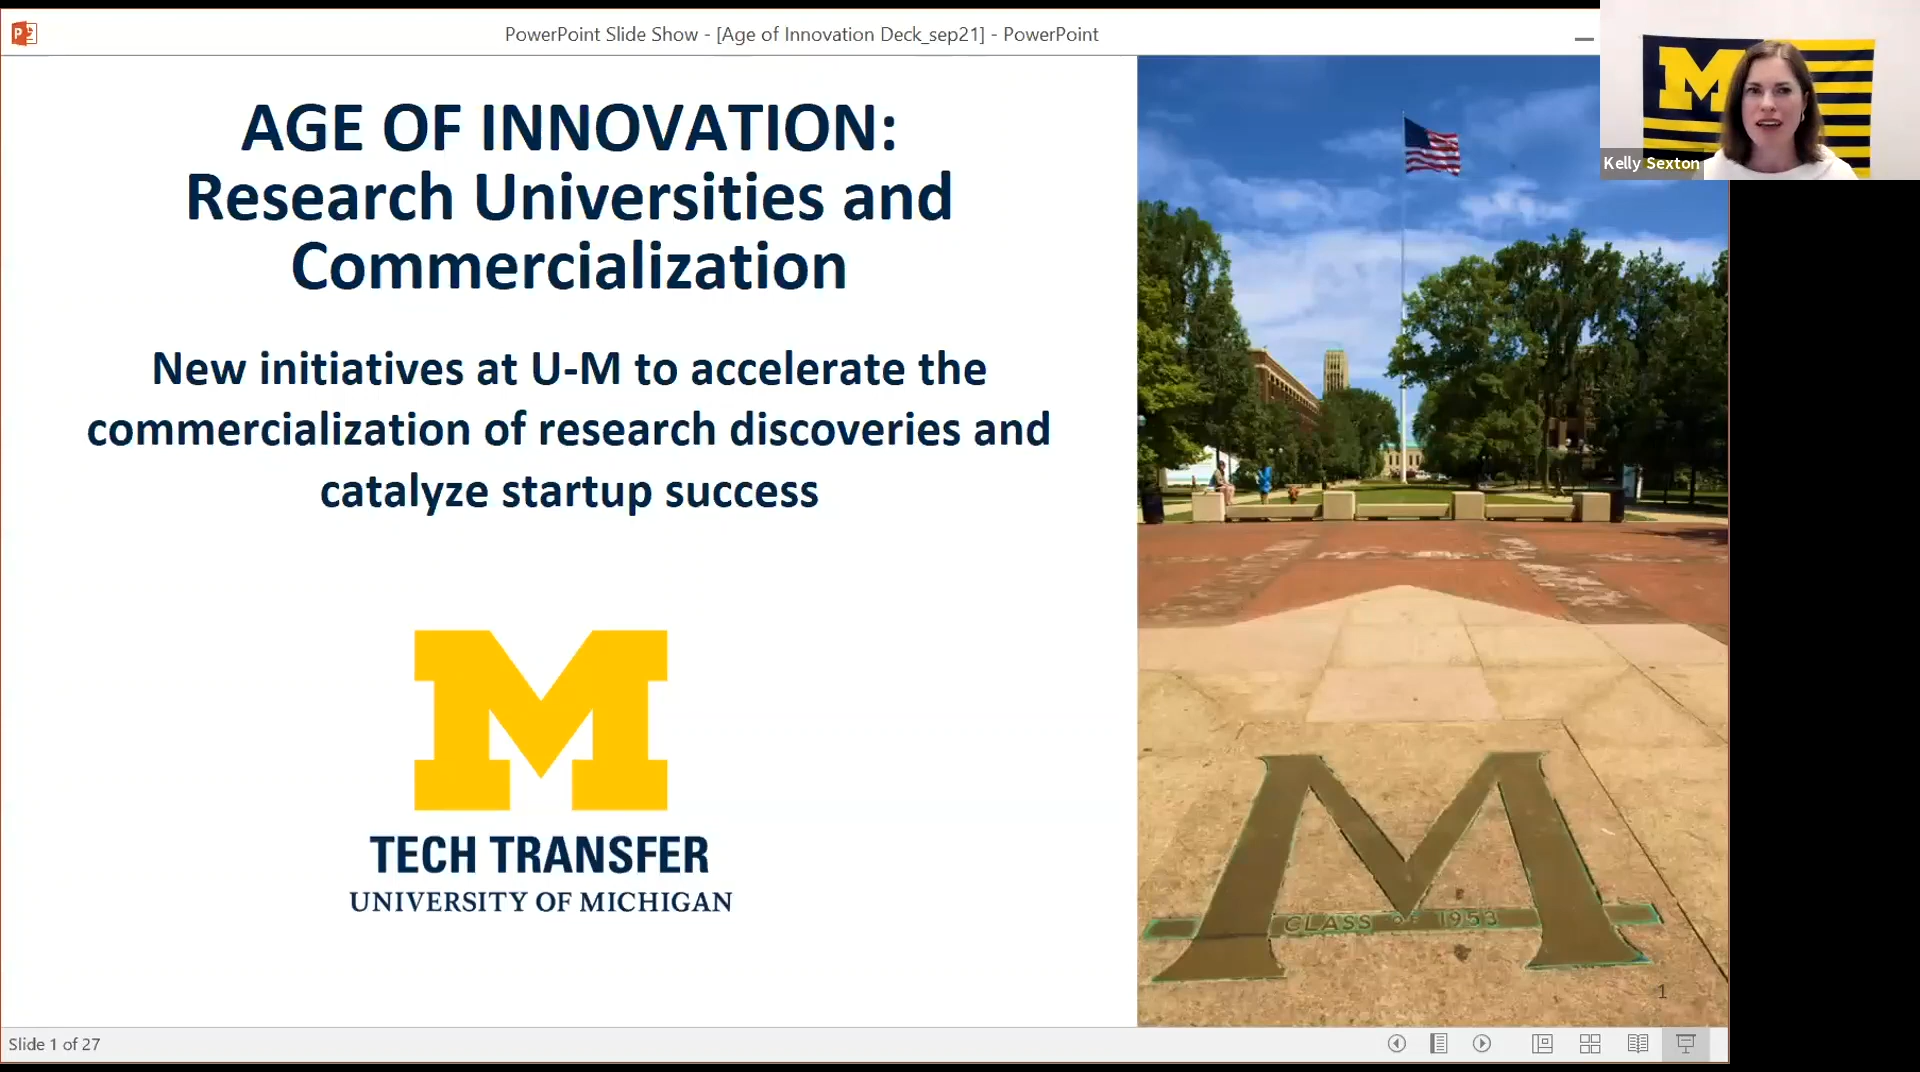 PowerPoint Slide Show - [Age of Innovation Deck_sep21] - PowerPoint
Kelly Sexton
AGE OF INNOVATION:
Research Universities and
Commercialization
New initiatives at U-M to accelerate the
commercialization of research discoveries and
catalyze startup success
M
TECH TRANSFER
UNIVERSITY OF MICHIGAN
M
M
CLASS OF 1953
1
Slide 1 of 27